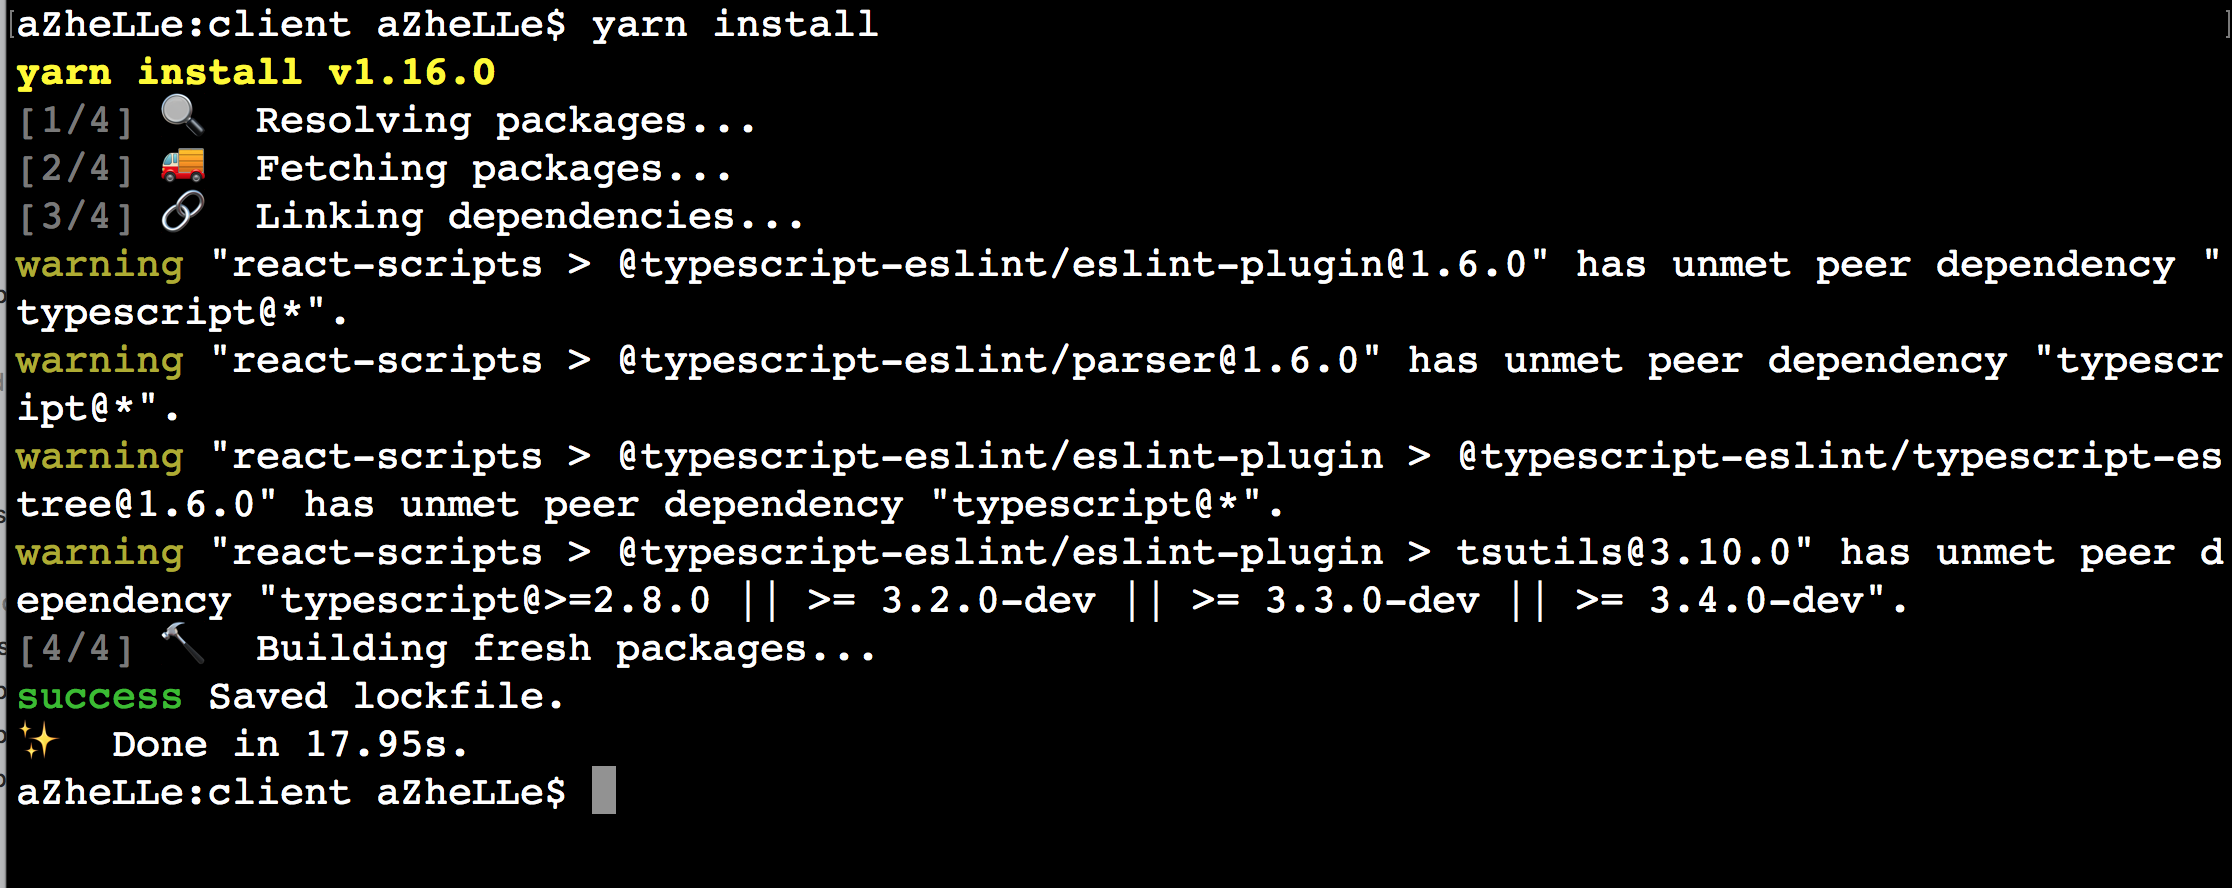 aZheLLe:client aZheLLe$ yarn install
yarn install v1.16.0
[1/4] 🔍  Resolving packages...
[2/4] 🚚  Fetching packages...
[3/4] 🔗  Linking dependencies...
warning "react-scripts > @typescript-eslint/eslint-plugin@1.6.0" has unmet peer dependency "
typescript@*".
warning "react-scripts > @typescript-eslint/parser@1.6.0" has unmet peer dependency "typescr
ipt@*".
warning "react-scripts > @typescript-eslint/eslint-plugin > @typescript-eslint/typescript-es
tree@1.6.0" has unmet peer dependency "typescript@*".
warning "react-scripts > @typescript-eslint/eslint-plugin > tsutils@3.10.0" has unmet peer d
ependency "typescript@>=2.8.0 || >= 3.2.0-dev || >= 3.3.0-dev || >= 3.4.0-dev".
[4/4] 🔨  Building fresh packages...
success Saved lockfile.
✨  Done in 17.95s.
aZheLLe:client aZheLLe$